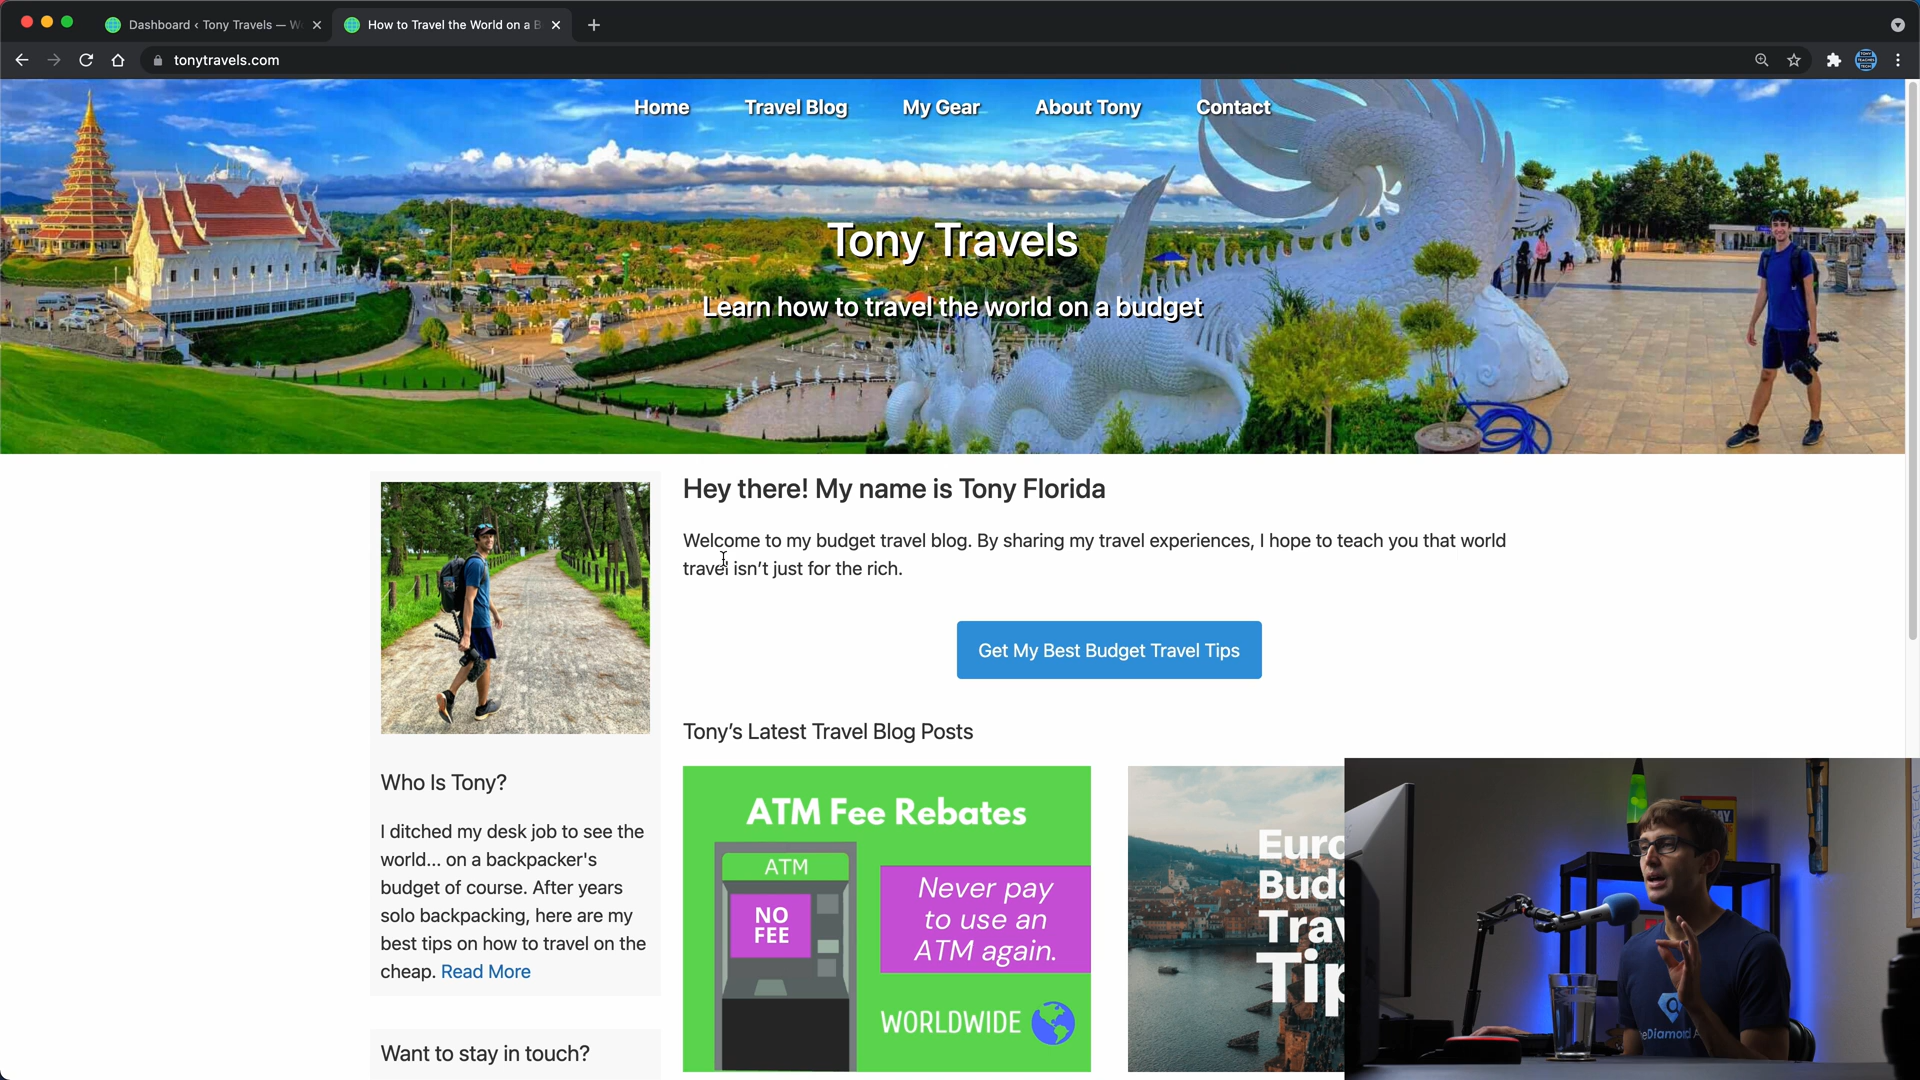 Dashboard ‹ Tony Travels —
How to Travel the World on a B
tonytravels.com
Home Travel Blog My Gear About Tony Contact
Tony Travels
Learn how to travel the world on a budget
Hey there! My name is Tony Florida
Welcome to my budget travel blog. By sharing my travel experiences, I hope to teach you that world
travel isn’t just for the rich.
Get My Best Budget Travel Tips
Who Is Tony?
I ditched my desk job to see the
world... on a backpacker's
budget of course. After years
solo backpacking, here are my
best tips on how to travel on the
cheap. Read More
Want to stay in touch?
Tony’s Latest Travel Blog Posts
ATM Fee Rebates
ATM
NO
FEE
Never pay
to use an
ATM again.
WORLDWIDE
Euro
Budg
Trav
Tip